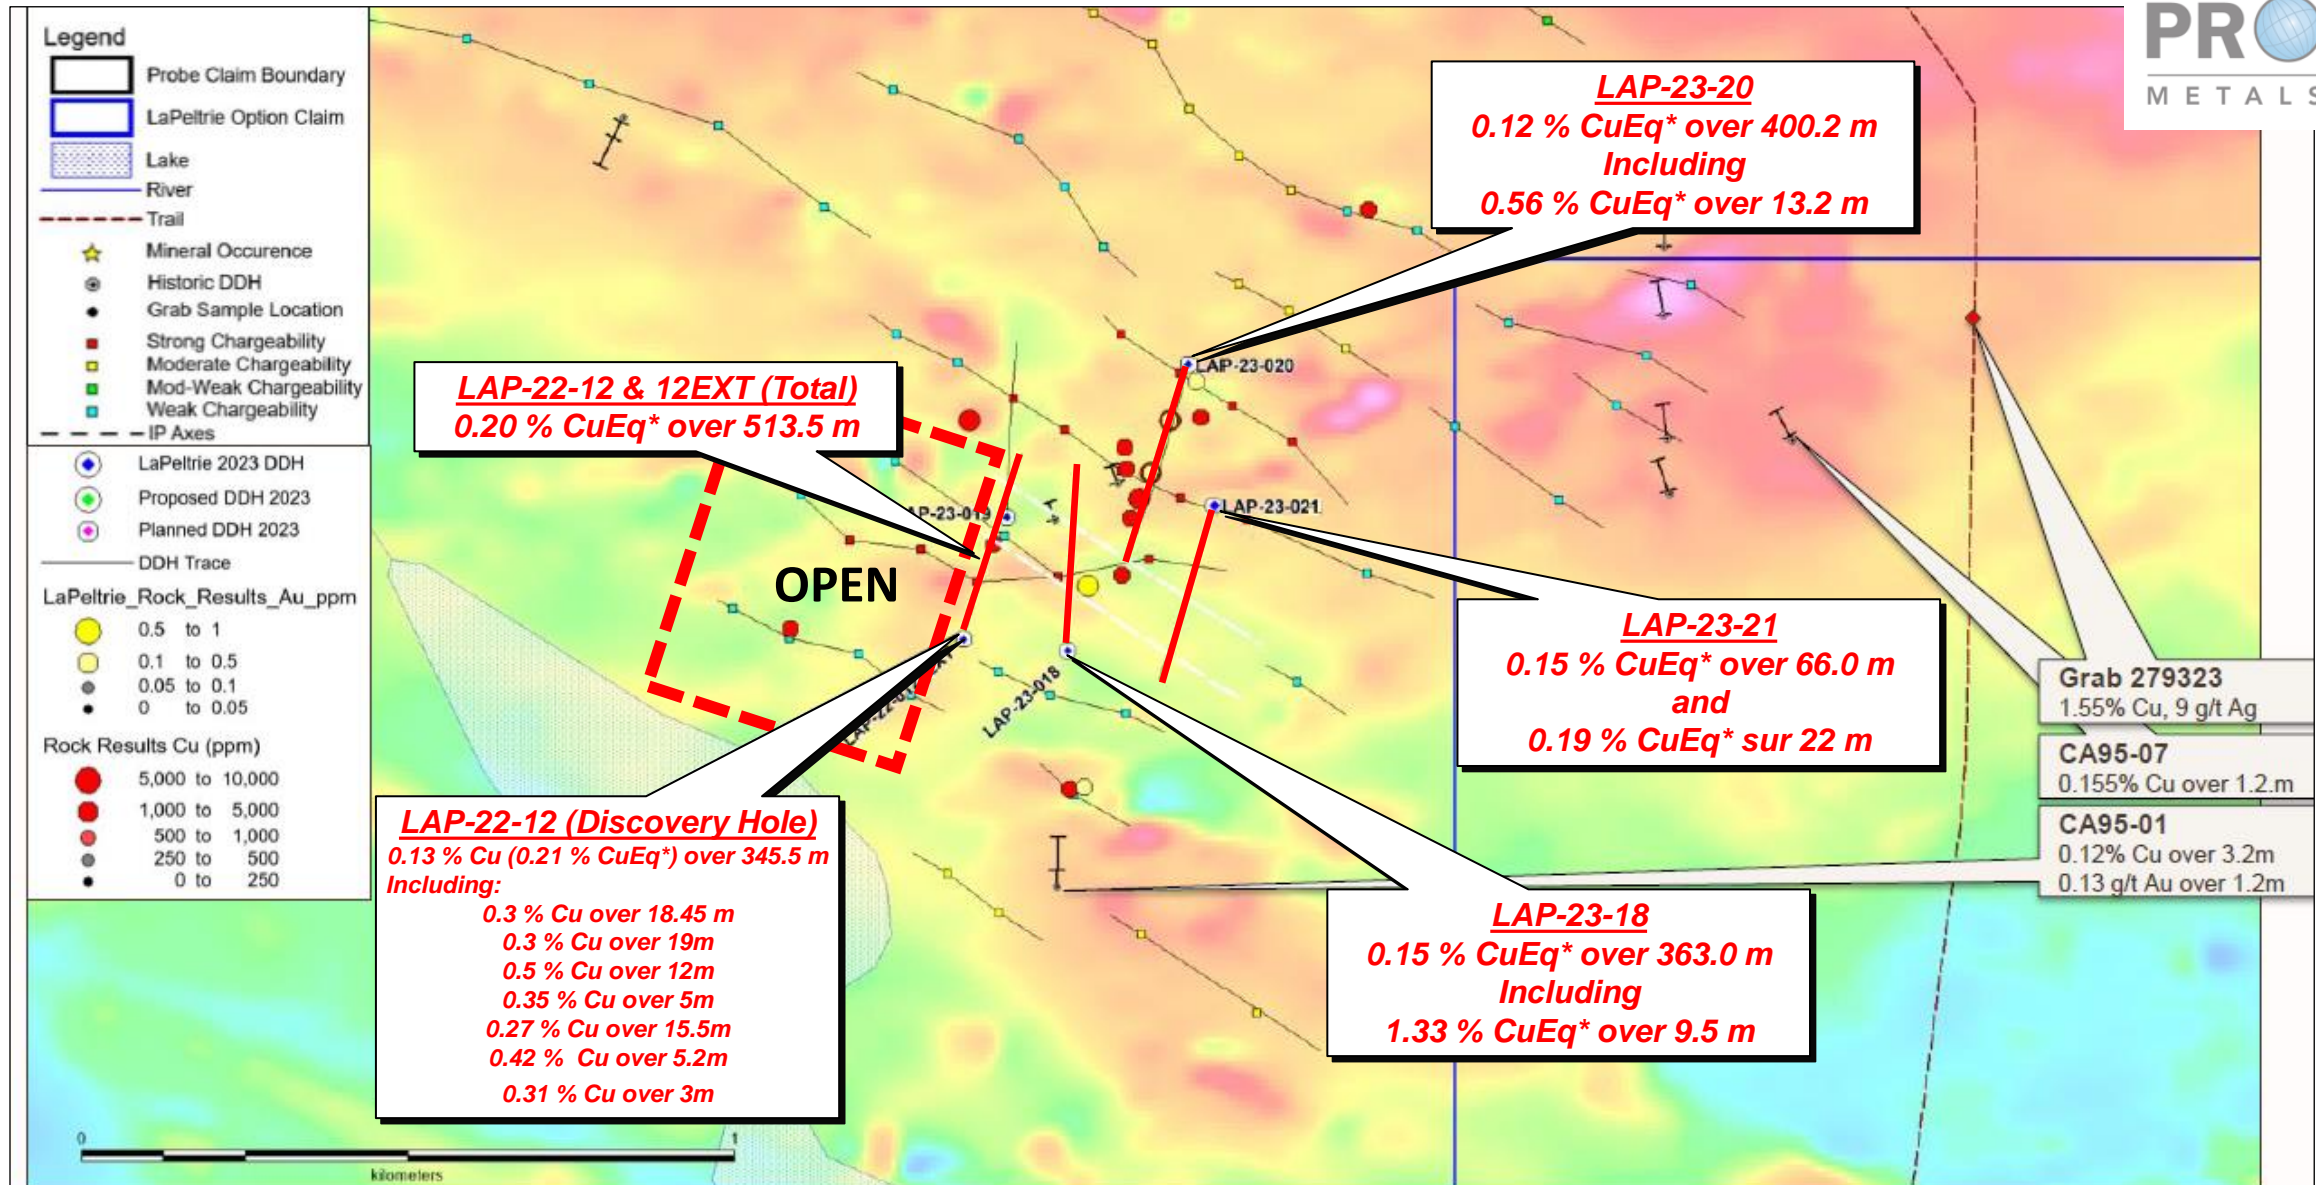 Legend
Probe Claim Boundary
LaPeltrie Option Claim
Lake
River
Trail
Mineral Occurence
Historic DDH
Grab Sample Location
Strong Chargeability
Moderate Chargeability
Mod-Weak Chargeability
Weak Chargeability
IP Axes
LaPeltrie 2023 DDH
Proposed DDH 2023
Planned DDH 2023
DDH Trace
LaPeltrie_Rock_Results_Au_ppm
0.5 to 1
0.1 to 0.5
0.05 to 0.1
0 to 0.05
Rock Results Cu (ppm)
5,000 to 10,000
1,000 to 5,000
500 to 1,000
250 to 500
0 to 250
METALS
LAP-23-20
0.12 % CuEq* over 400.2 m
Including
0.56 % CuEq* over 13.2 m
LAP-22-12 & 12EXT (Total)
0.20 % CuEq* over 513.5 m
LAP-23-020
AP-23-019
LAP-23-021
OPEN
LAP-23-018
LAP-23-21
0.15 % CuEq* over 66.0 m
and
0.19 % CuEq* sur 22 m
Grab 279323
1.55% Cu, 9 g/t Ag
CA95-07
0.155% Cu over 1.2.m
CA95-01
0.12% Cu over 3.2m
0.13 g/t Au over 1.2m
LAP-22-12 (Discovery Hole)
0.13 % Cu (0.21 % CuEq*) over 345.5 m
Including:
0.3 % Cu over 18.45 m
0.3 % Cu over 19m
0.5 % Cu over 12m
0.35 % Cu over 5m
0.27 % Cu over 15.5m
0.42 % Cu over 5.2m
0.31 % Cu over 3m
LAP-23-18
0.15 % CuEq* over 363.0 m
Including
1.33 % CuEq* over 9.5 m
0 1
kilometers